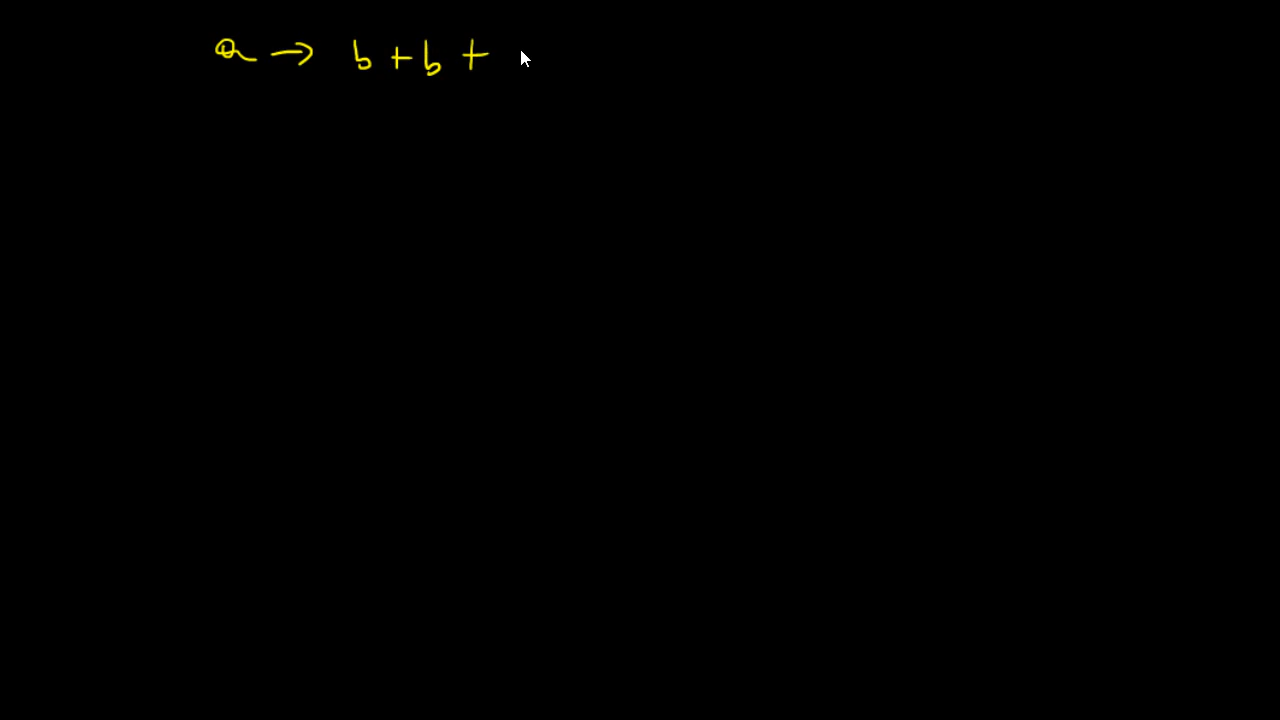 a → b + b +